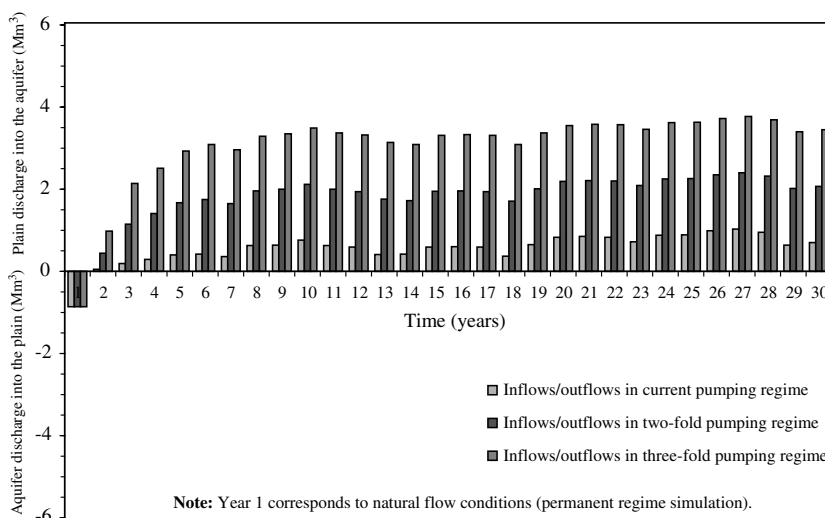 Plain discharge into the aquifer (Mm³)
Aquifer discharge into the plain (Mm³)
6
4
2
0
-2
-4
-6
1 2 3 4 5 6 7 8 9 10 11 12 13 14 15 16 17 18 19 20 21 22 23 24 25 26 27 28 29 30
Time (years)
Inflows/outflows in current pumping regime
Inflows/outflows in two-fold pumping regime
Inflows/outflows in three-fold pumping regime
Note: Year 1 corresponds to natural flow conditions (permanent regime simulation).